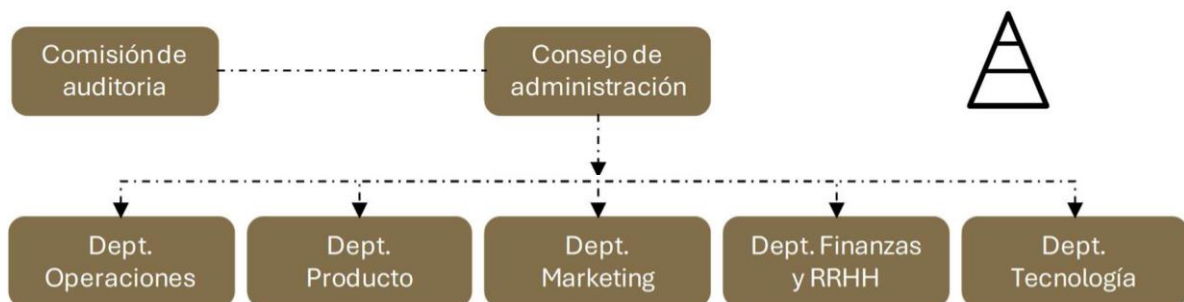 Comisión de
auditoria
Consejo de
administración
Dept.
Operaciones
Dept.
Producto
Dept.
Marketing
Dept. Finanzas
y RRHH
Dept.
Tecnología